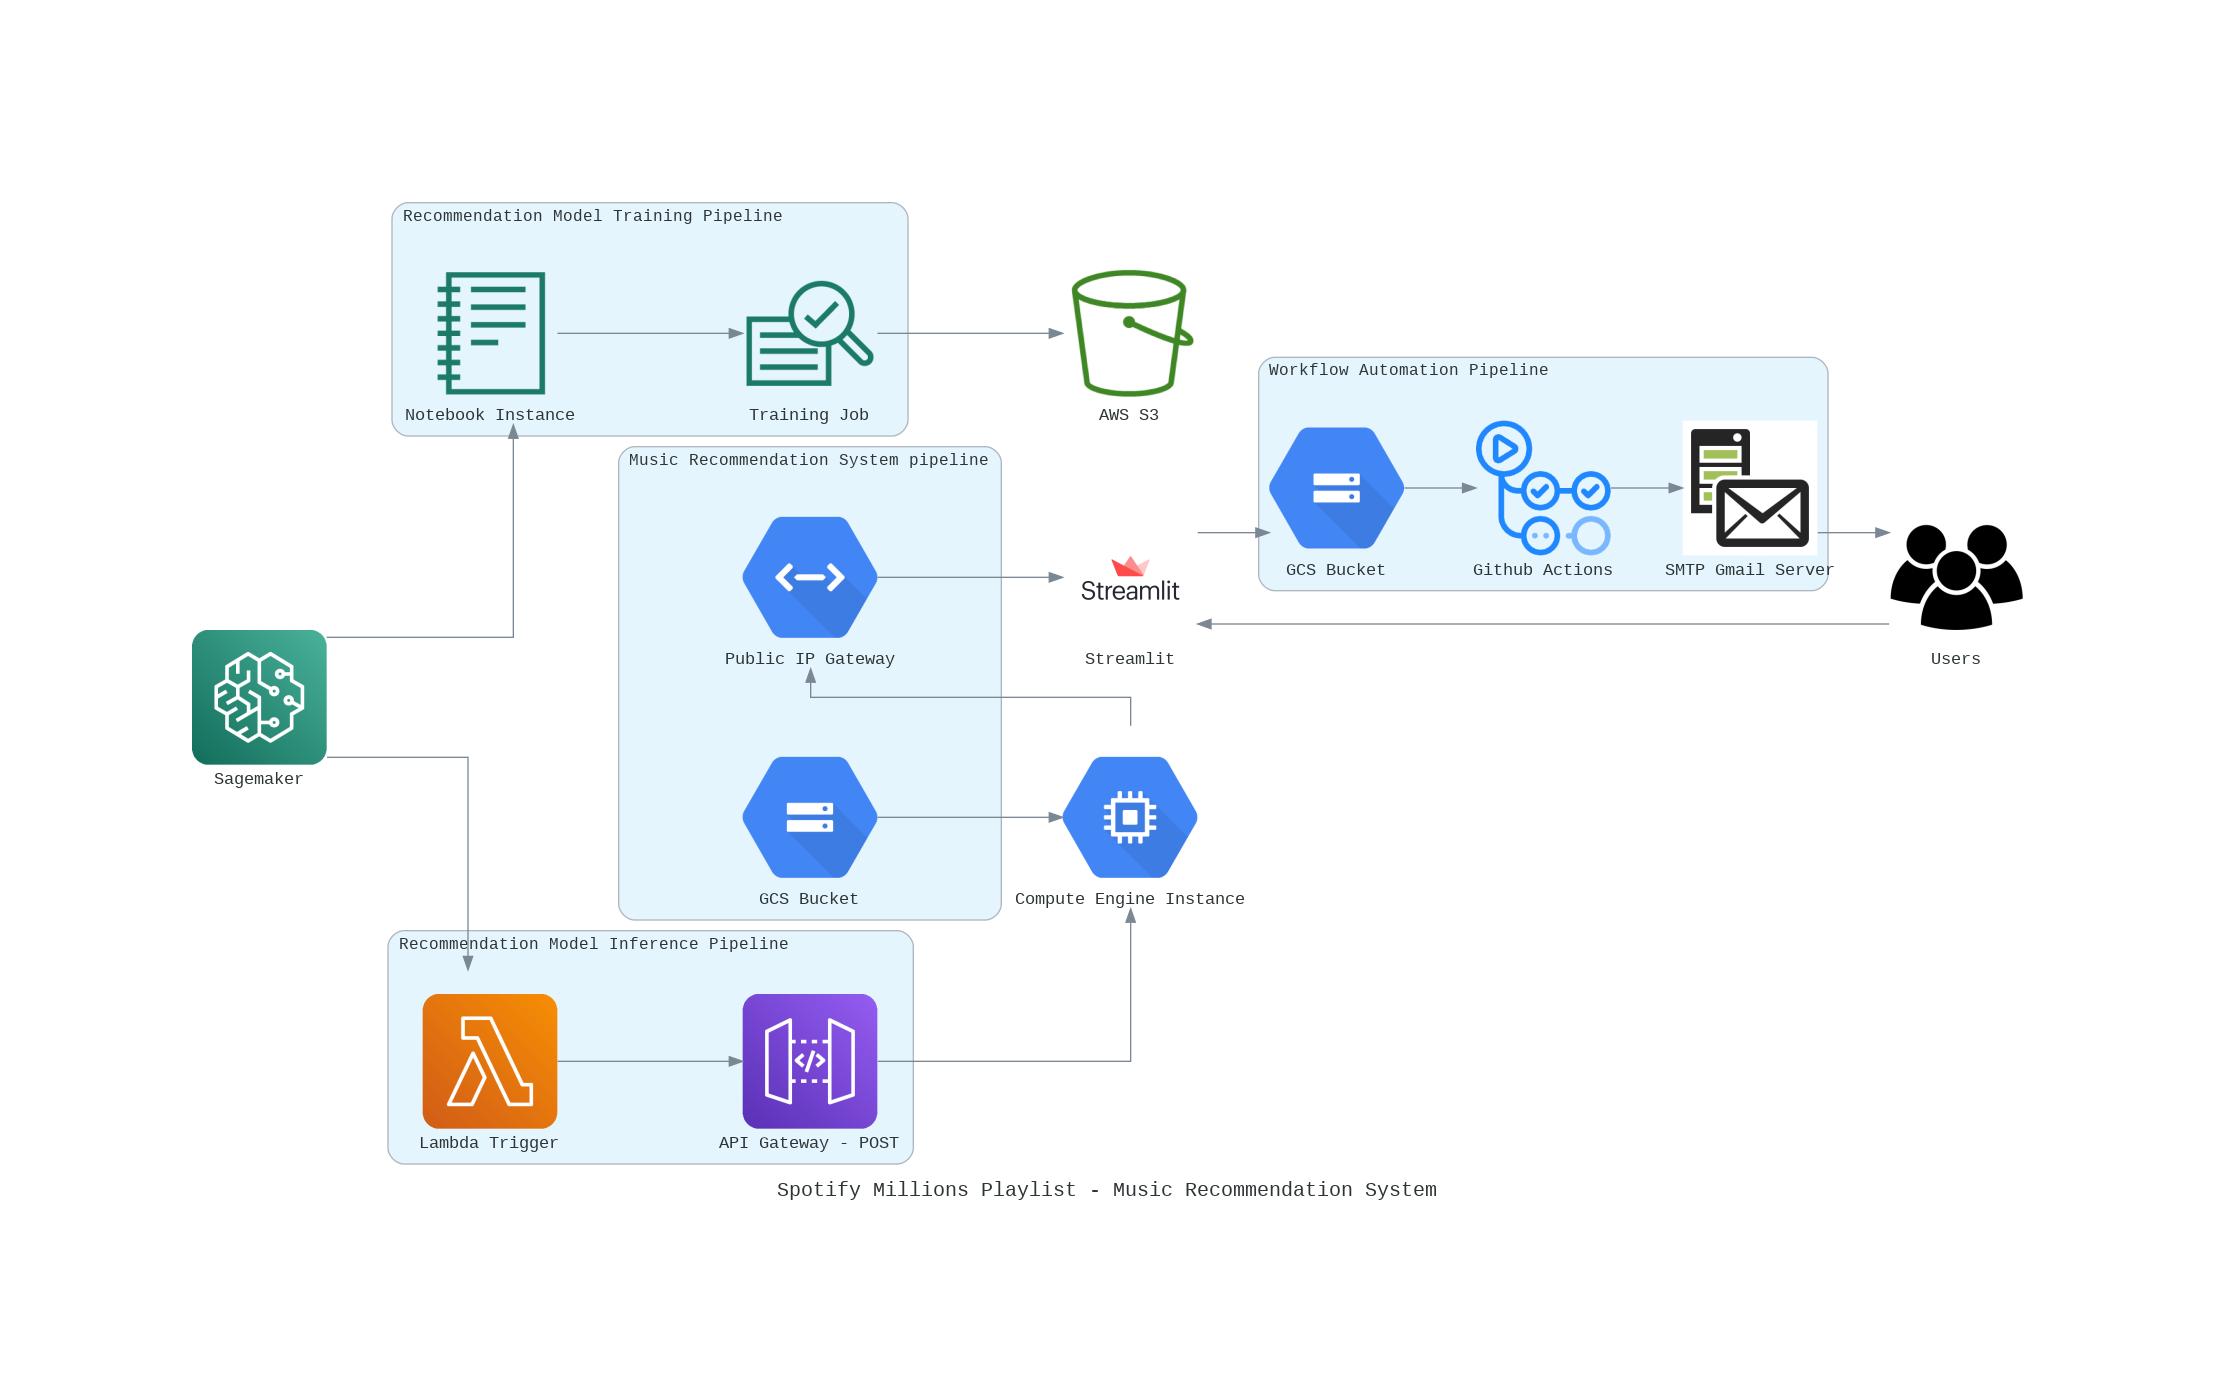 Recommendation Model Training Pipeline
Notebook Instance
Training Job
AWS S3
Workflow Automation Pipeline
GCS Bucket
Github Actions
SMTP Gmail Server
Music Recommendation System pipeline
Public IP Gateway
Streamlit
Streamlit
Users
Sagemaker
GCS Bucket
Compute Engine Instance
Recommendation Model Inference Pipeline
Lambda Trigger
API Gateway - POST
Spotify Millions Playlist - Music Recommendation System